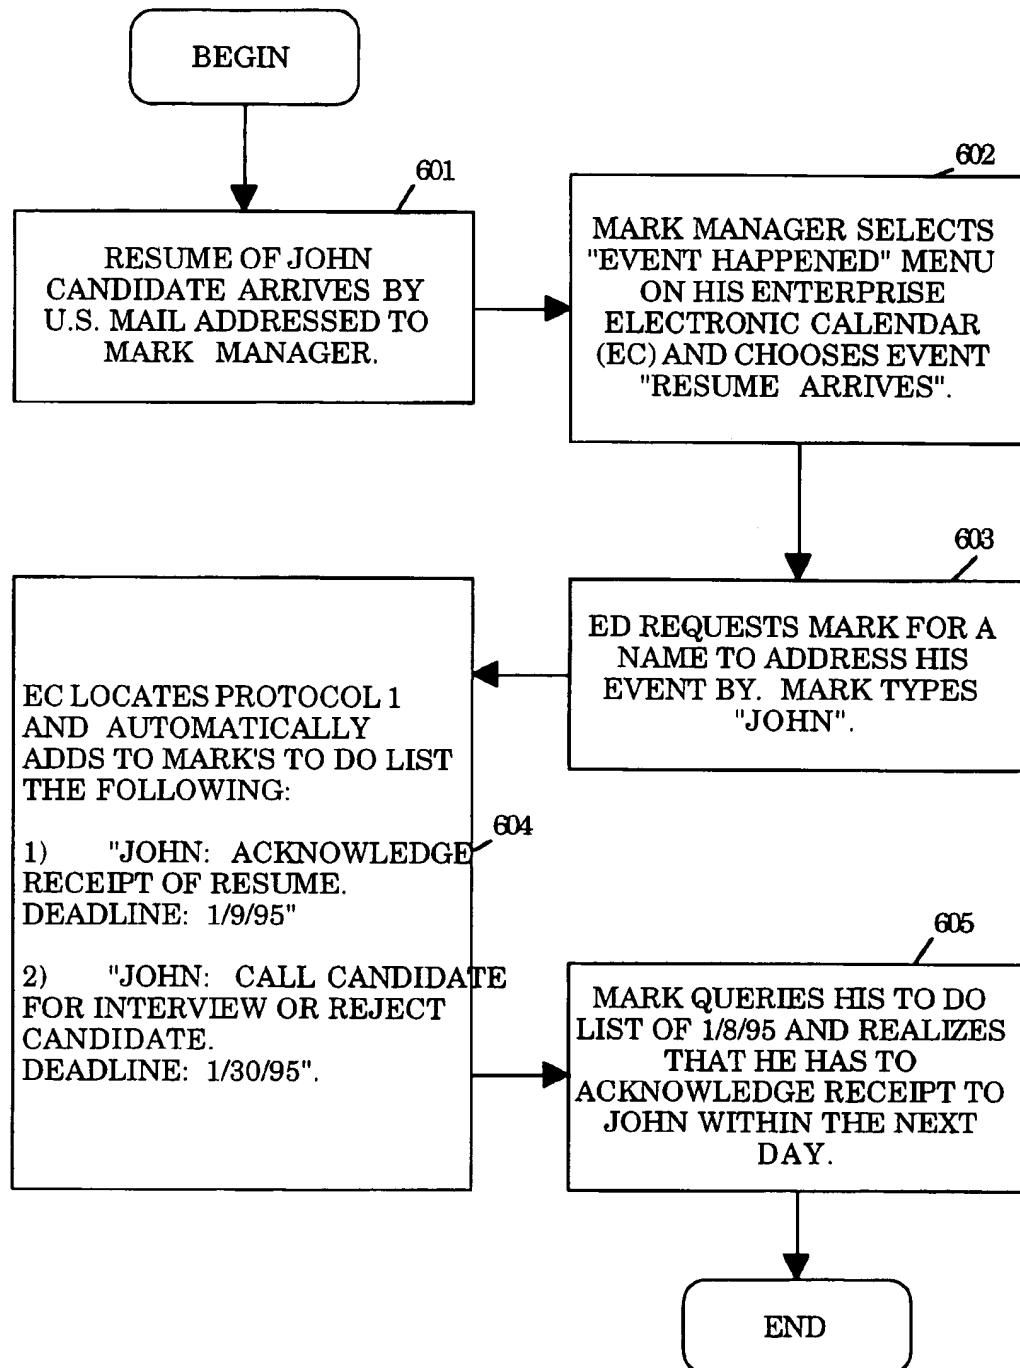 BEGIN
601
RESUME OF JOHN
CANDIDATE ARRIVES BY
U.S. MAIL ADDRESSED TO
MARK MANAGER.
602
MARK MANAGER SELECTS
"EVENT HAPPENED" MENU
ON HIS ENTERPRISE
ELECTRONIC CALENDAR
(EC) AND CHOOSES EVENT
"RESUME ARRIVES".
603
ED REQUESTS MARK FOR A
NAME TO ADDRESS HIS
EVENT BY. MARK TYPES
"JOHN".
604
EC LOCATES PROTOCOL 1
AND AUTOMATICALLY
ADDS TO MARK'S TO DO LIST
THE FOLLOWING:
1) "JOHN: ACKNOWLEDGE
RECEIPT OF RESUME.
DEADLINE: 1/9/95"
2) "JOHN: CALL CANDIDATE
FOR INTERVIEW OR REJECT
CANDIDATE.
DEADLINE: 1/30/95".
605
MARK QUERIES HIS TO DO
LIST OF 1/8/95 AND REALIZES
THAT HE HAS TO
ACKNOWLEDGE RECEIPT TO
JOHN WITHIN THE NEXT
DAY.
END